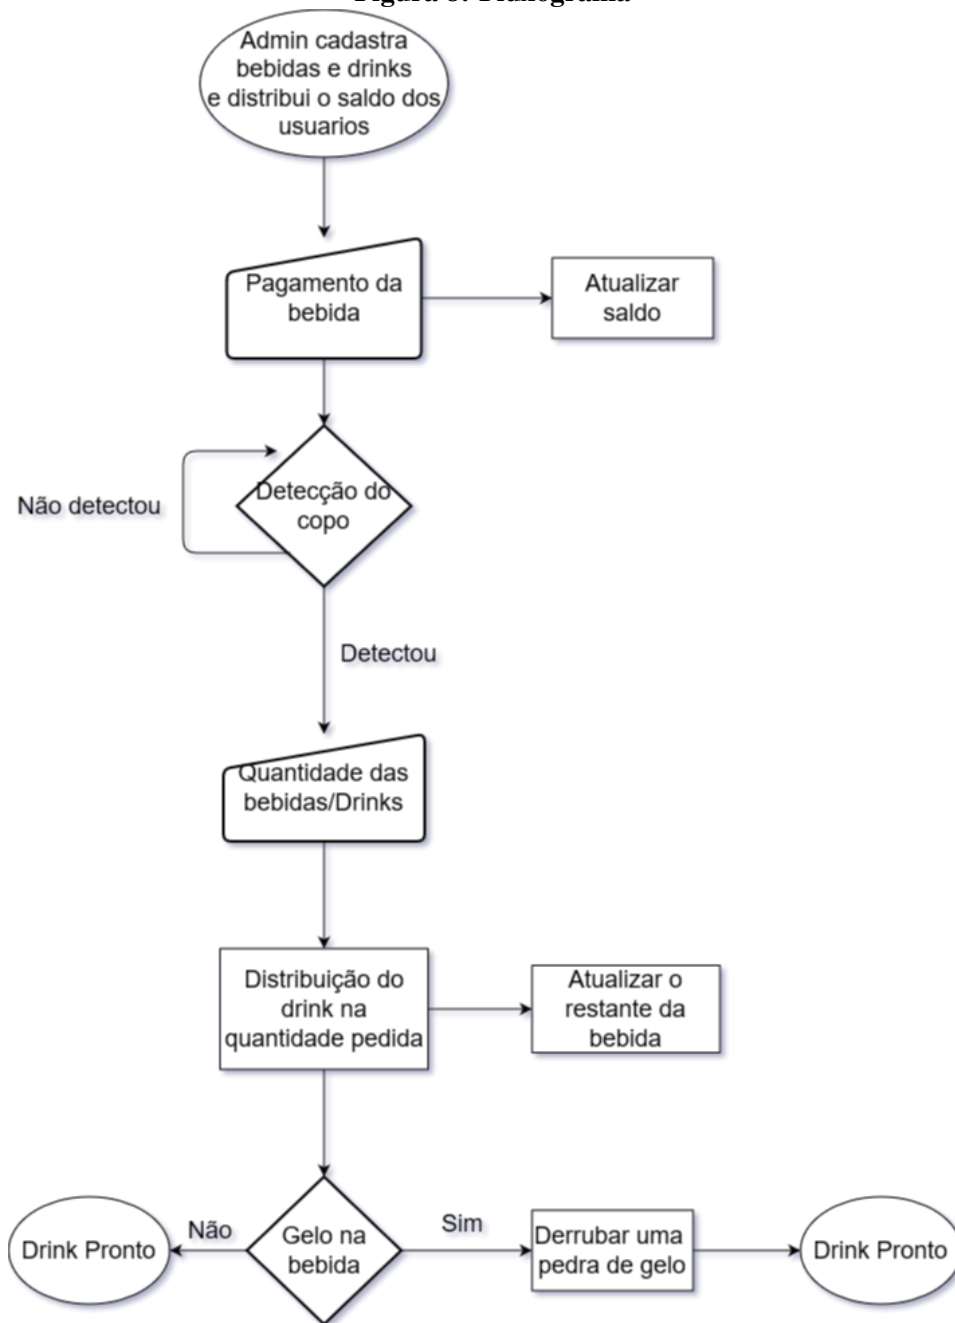 Admin cadastra
bebidas e drinks
e distribui o saldo dos
usuarios
Pagamento da
bebida
Atualizar
saldo
Detecção do
copo
Não detectou
Detectou
Quantidade das
bebidas/Drinks
Distribuição do
drink na
quantidade pedida
Atualizar o
restante da
bebida
Drink Pronto
Não
Gelo na
bebida
Sim
Derrubar uma
pedra de gelo
Drink Pronto